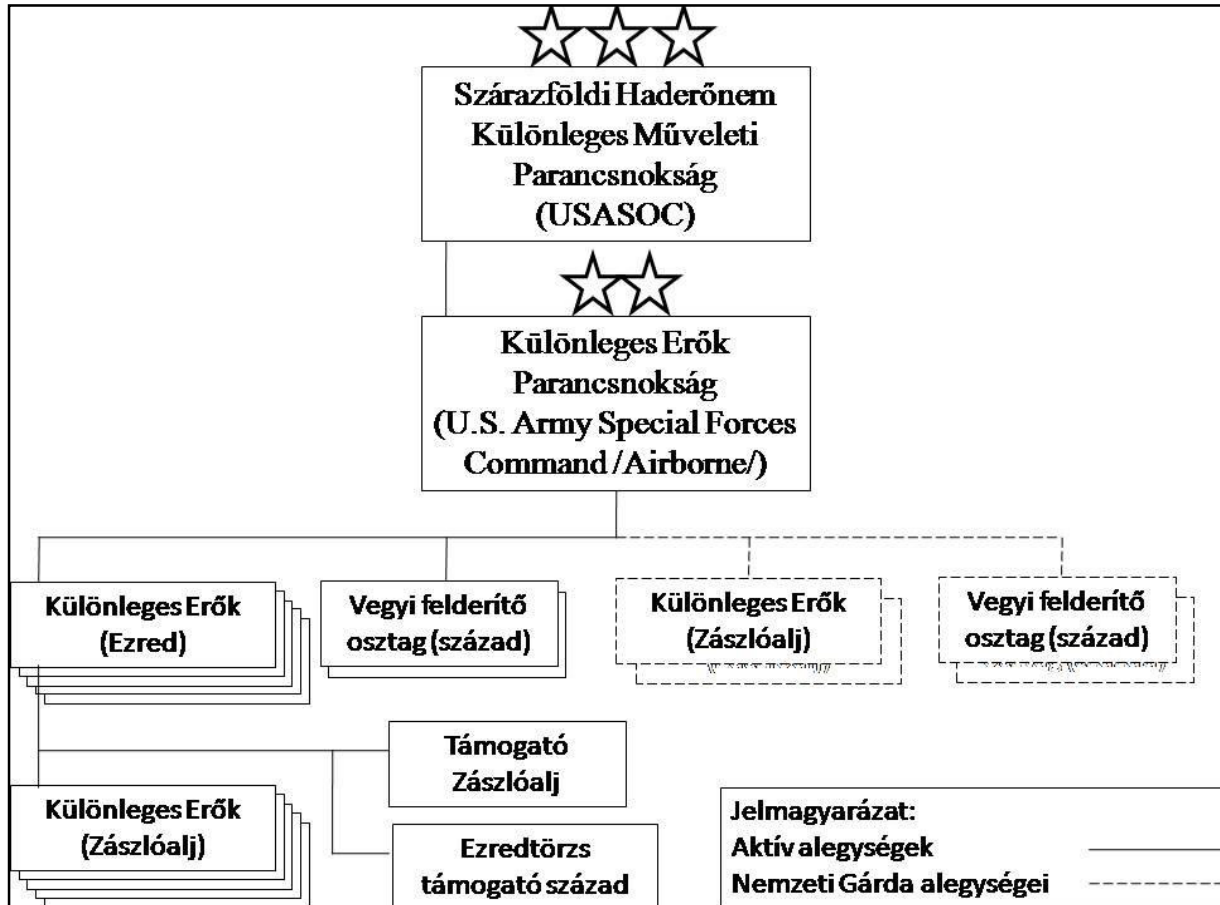 Szárazföldi Haderőnem
Különleges Műveleti
Parancsnokság
(USASOC)
Különleges Erők
Parancsnokság
(U.S. Army Special Forces
Command /Airborne/)
Különleges Erők
(Ezred)
Vegyi felderítő
osztag (század)
Különleges Erők
(Zászlóalj)
Vegyi felderítő
osztag (század)
Támogató
Zászlóalj
Különleges Erők
(Zászlóalj)
Ezredtörzs
támogató század
Jelmagyarázat:
Aktív alegységek
Nemzeti Gárda alegységei